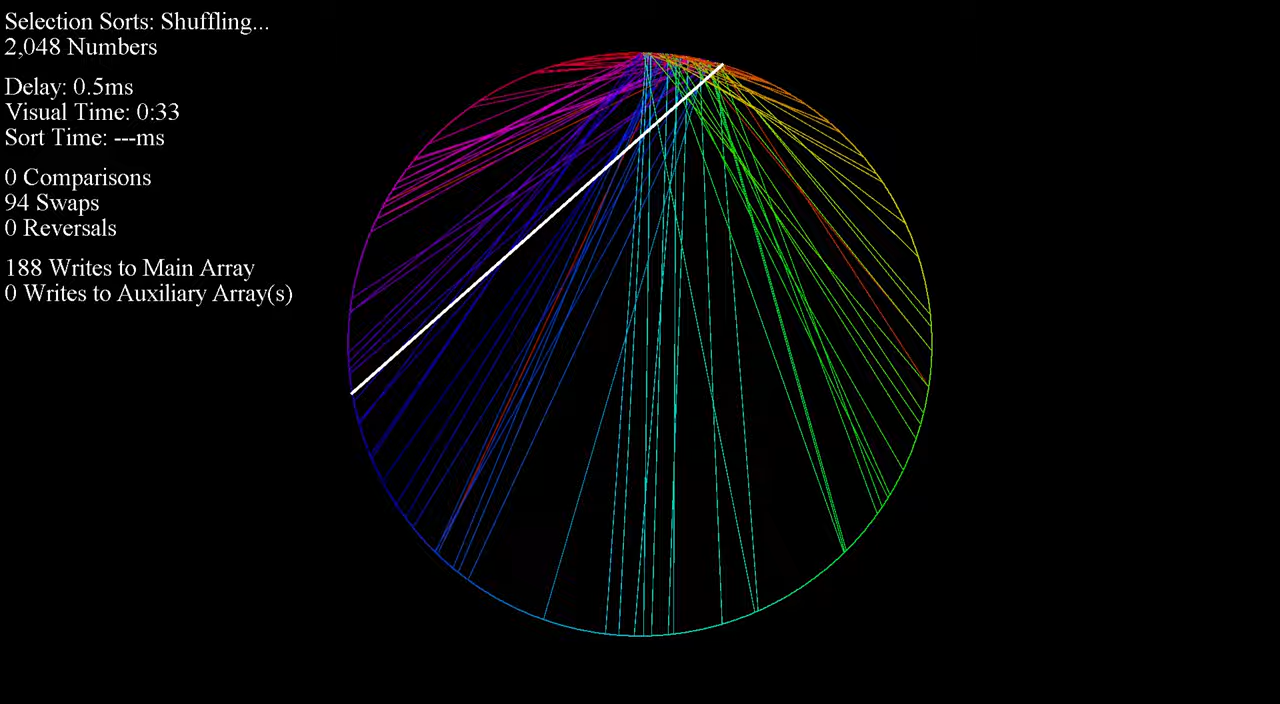 Selection Sorts: Shuffling...
2,048 Numbers
Delay: 0.5ms
Visual Time: 0:33
Sort Time: ---ms
0 Comparisons
94 Swaps
0 Reversals
188 Writes to Main Array
0 Writes to Auxiliary Array(s)